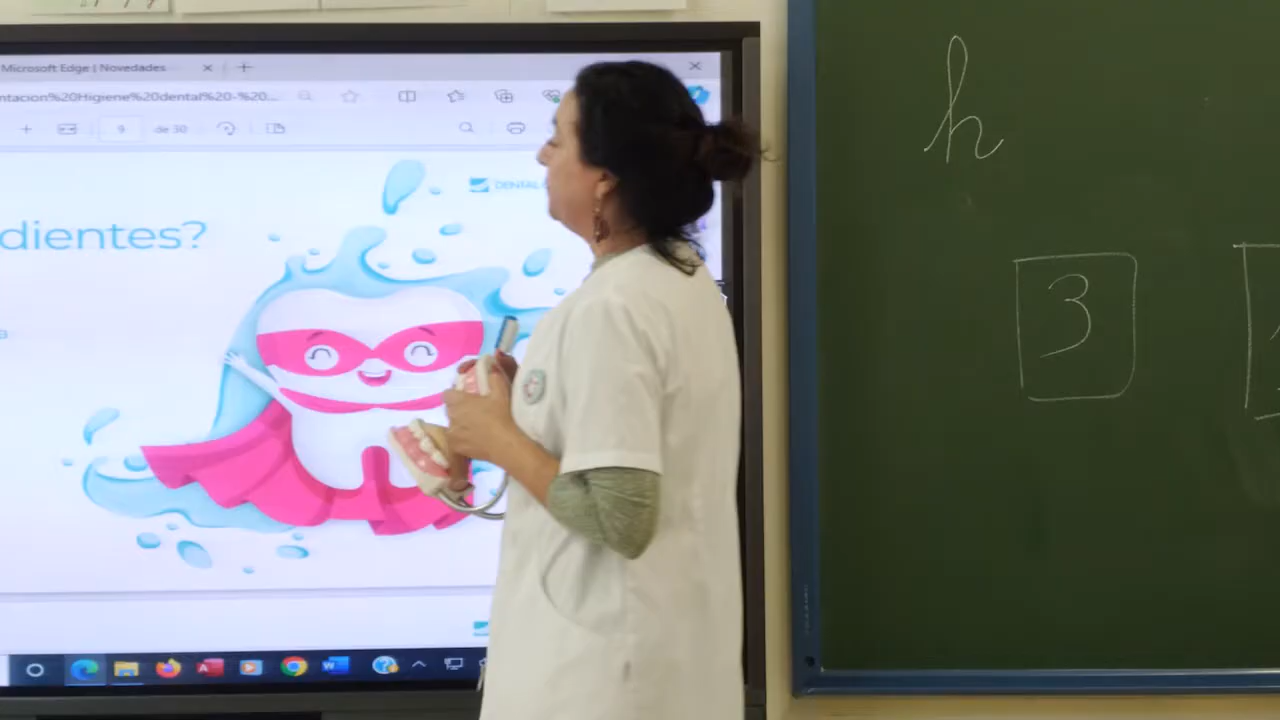 Microsoft Edge | Novedades
ntacion%20Higiene%20dental%20-%20...
9 de 30
DENTAL
dientes?
h
3